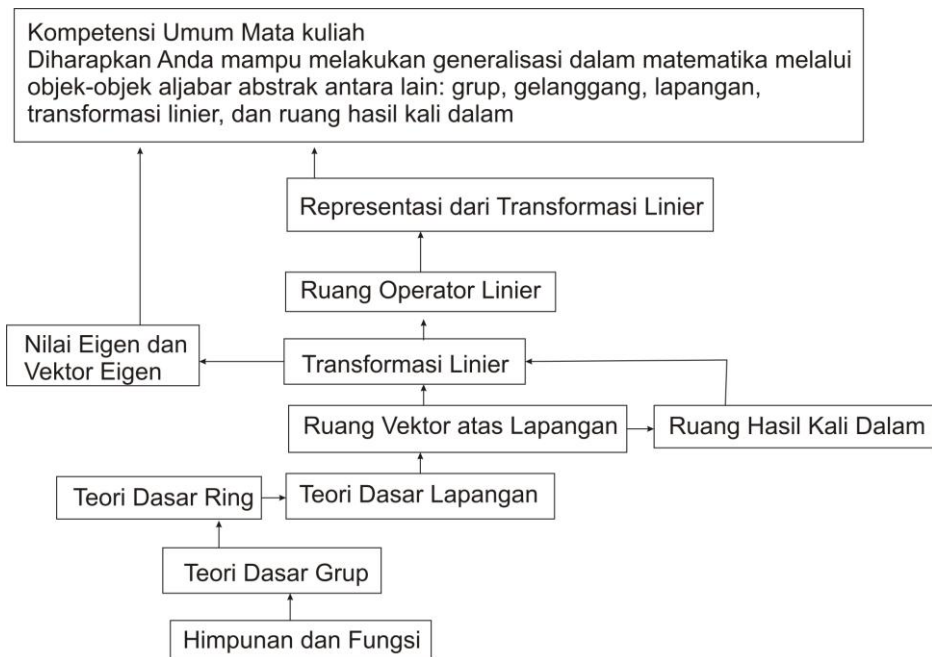 Kompetensi Umum Mata kuliah
Diharapkan Anda mampu melakukan generalisasi dalam matematika melalui
objek-objek aljabar abstrak antara lain: grup, gelanggang, lapangan,
transformasi linier, dan ruang hasil kali dalam
Representasi dari Transformasi Linier
Ruang Operator Linier
Nilai Eigen dan
Vektor Eigen
Transformasi Linier
Ruang Vektor atas Lapangan
Ruang Hasil Kali Dalam
Teori Dasar Ring
Teori Dasar Lapangan
Teori Dasar Grup
Himpunan dan Fungsi